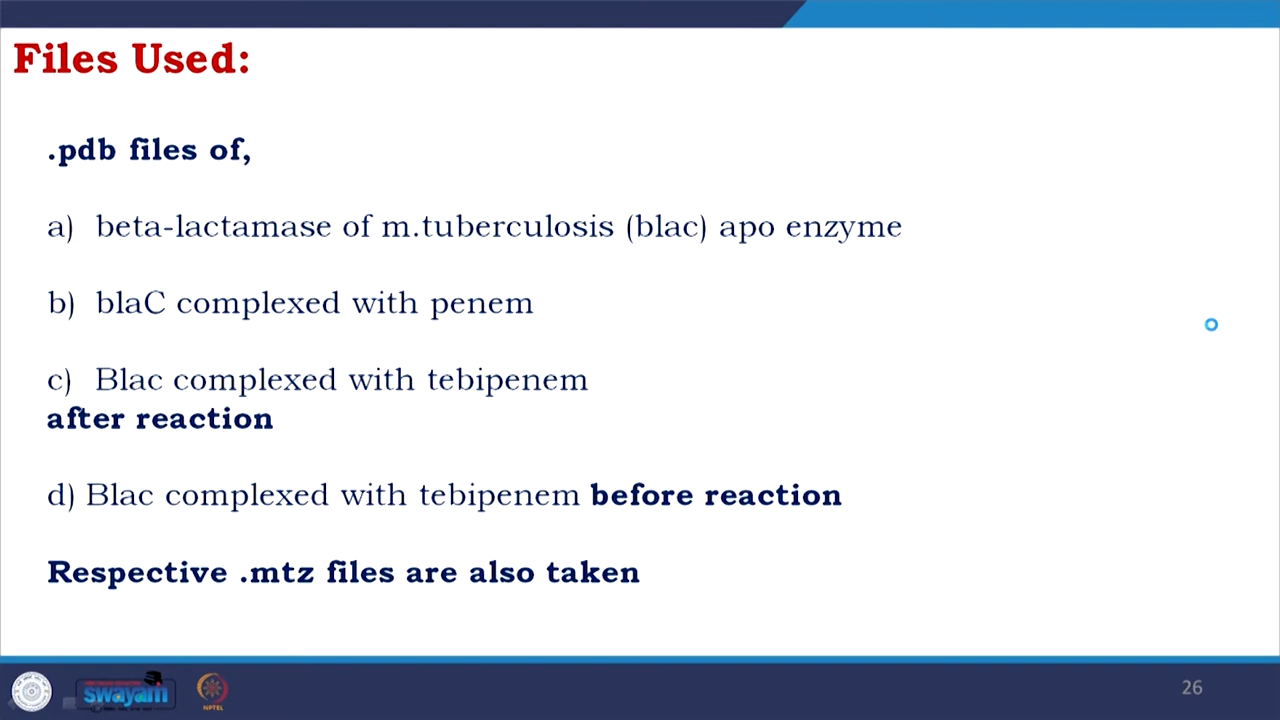 Files Used:
.pdb files of,
a) beta-lactamase of m.tuberculosis (blac) apo enzyme
b) blaC complexed with penem
c) Blac complexed with tebipenem
after reaction
d) Blac complexed with tebipenem before reaction
Respective .mtz files are also taken
swayam
NPTEL
26